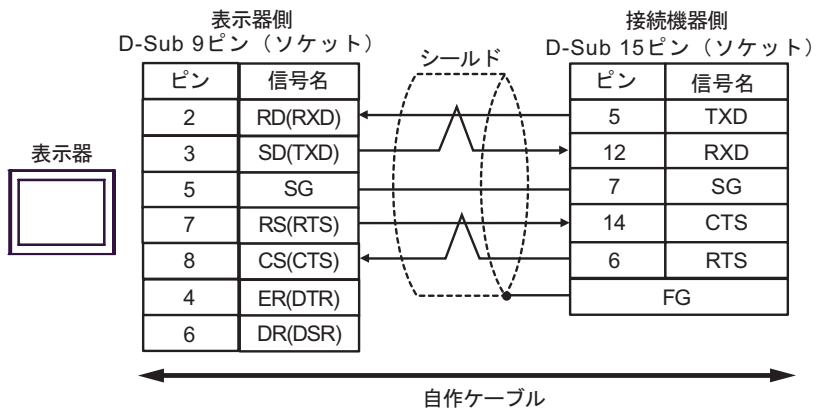 表示器側
D-Sub 9ピン（ソケット）
接続機器側
D-Sub 15ピン（ソケット）
シールド
ピン 信号名
2 RD(RXD)
3 SD(TXD)
5 SG
7 RS(RTS)
8 CS(CTS)
4 ER(DTR)
6 DR(DSR)
ピン 信号名
5 TXD
12 RXD
7 SG
14 CTS
6 RTS
FG
表示器
自作ケーブル